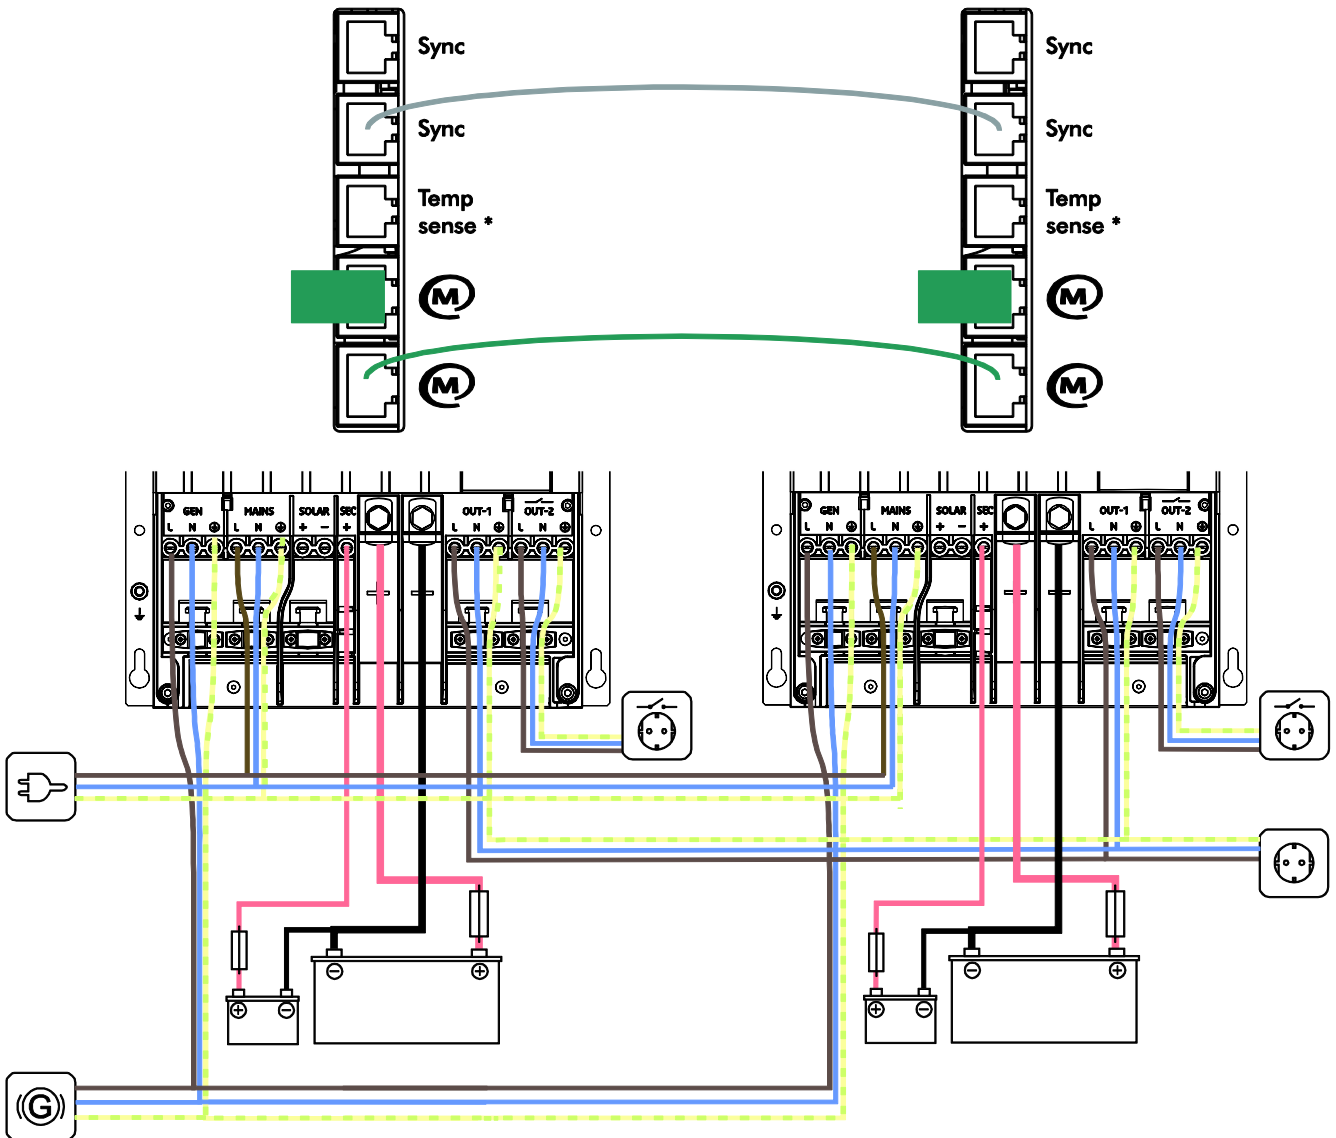 Sync
Sync
Sync
Sync
Temp
sense *
Temp
sense *
M
M
M
M
GEN MAINS SOLAR SEC OUT-1 OUT-2
L N L N + − + L N L N
GEN MAINS SOLAR SEC OUT-1 OUT-2
L N L N + − + L N L N
+ − − +
+ − − +
G